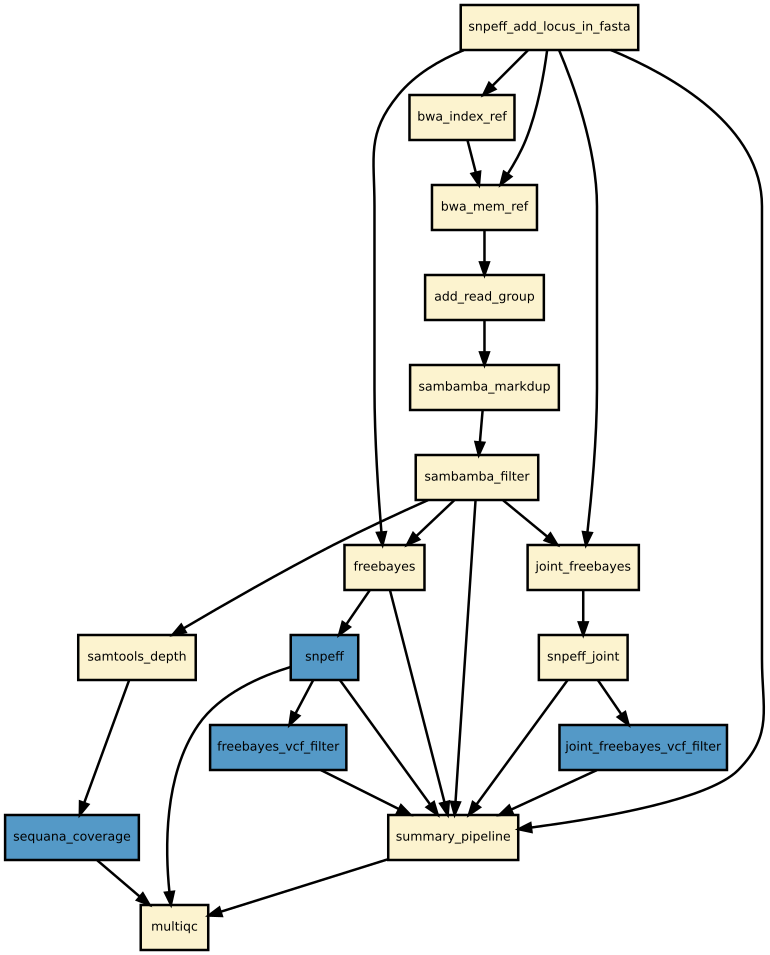 snpeff_add_locus_in_fasta
bwa_index_ref
bwa_mem_ref
add_read_group
sambamba_markdup
sambamba_filter
freebayes
joint_freebayes
samtools_depth
snpeff
snpeff_joint
freebayes_vcf_filter
joint_freebayes_vcf_filter
sequana_coverage
summary_pipeline
multiqc